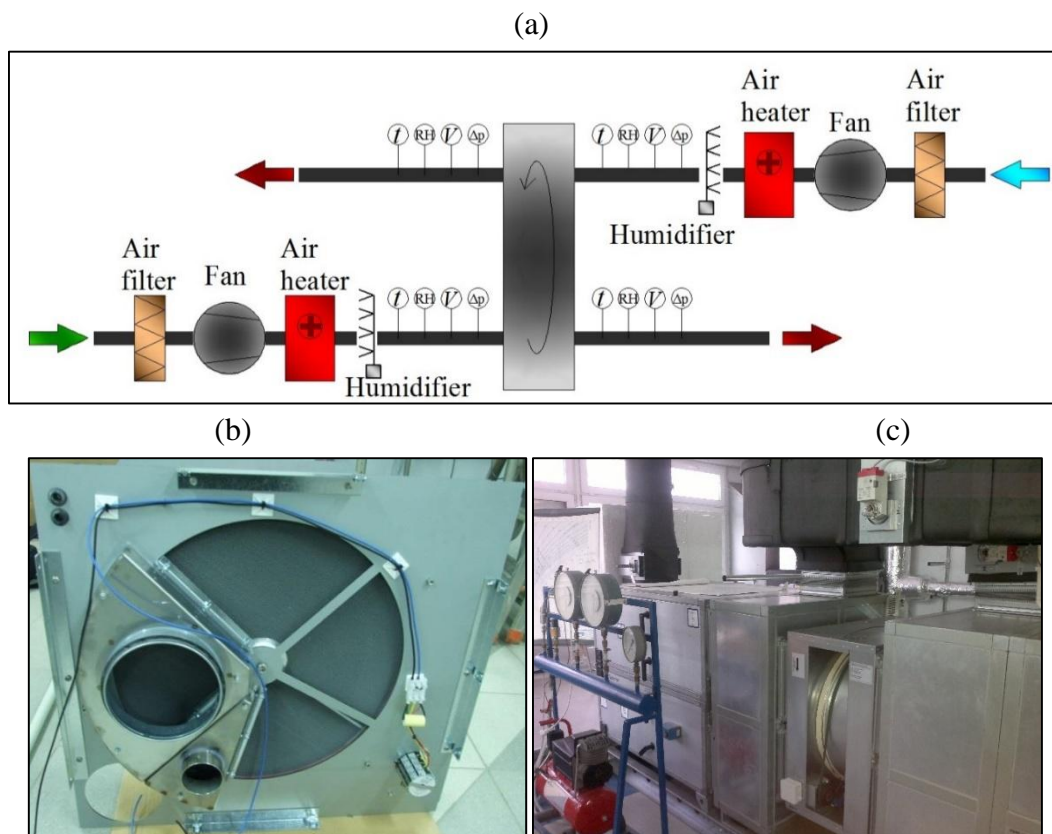 (a)
Air
heater
Fan
Air
filter
t RH V Δp
t RH V Δp
Humidifier
Air
filter
Fan
Air
heater
t RH V Δp
t RH V Δp
Humidifier
(b)
(c)